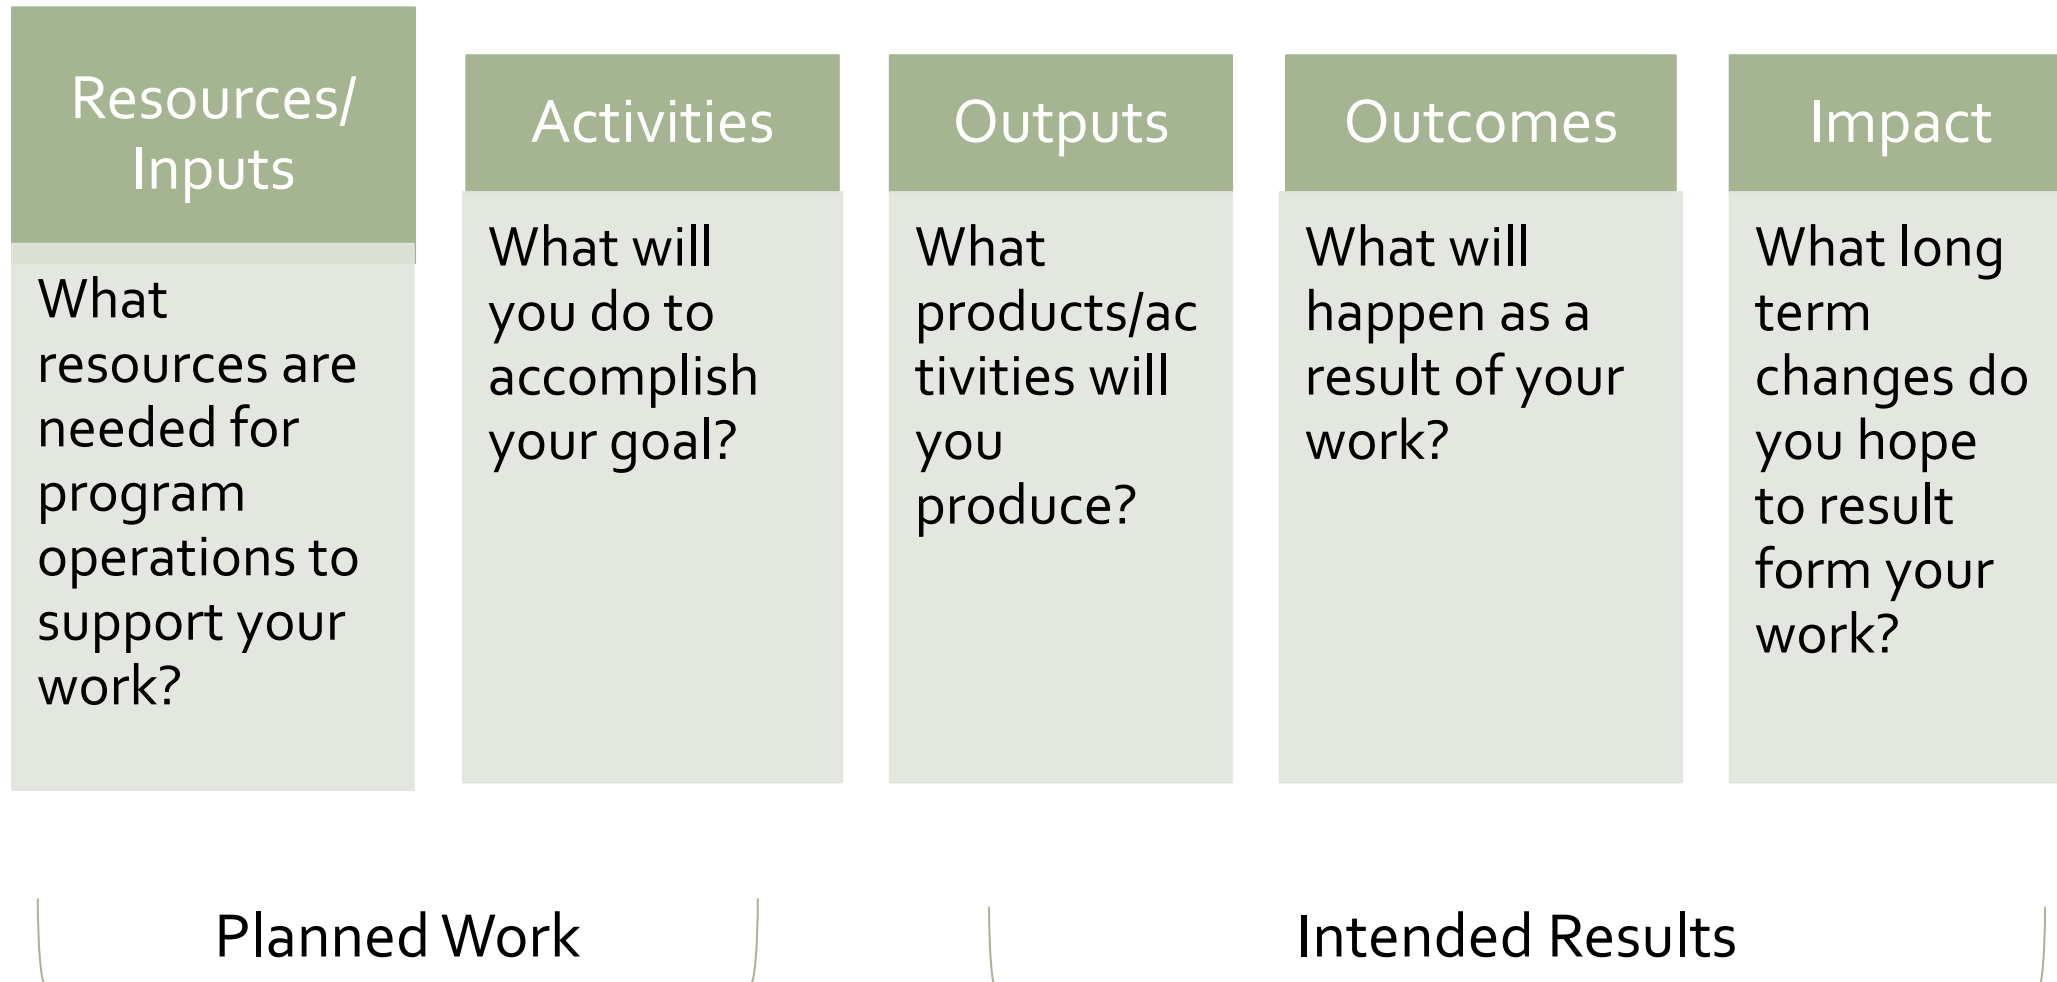 Resources/
Inputs
What
resources are
needed for
program
operations to
support your
work?
Activities
What will
you do to
accomplish
your goal?
Outputs
What
products/ac
tivities will
you
produce?
Outcomes
What will
happen as a
result of your
work?
Impact
What long
term
changes do
you hope
to result
form your
work?
Planned Work
Intended Results